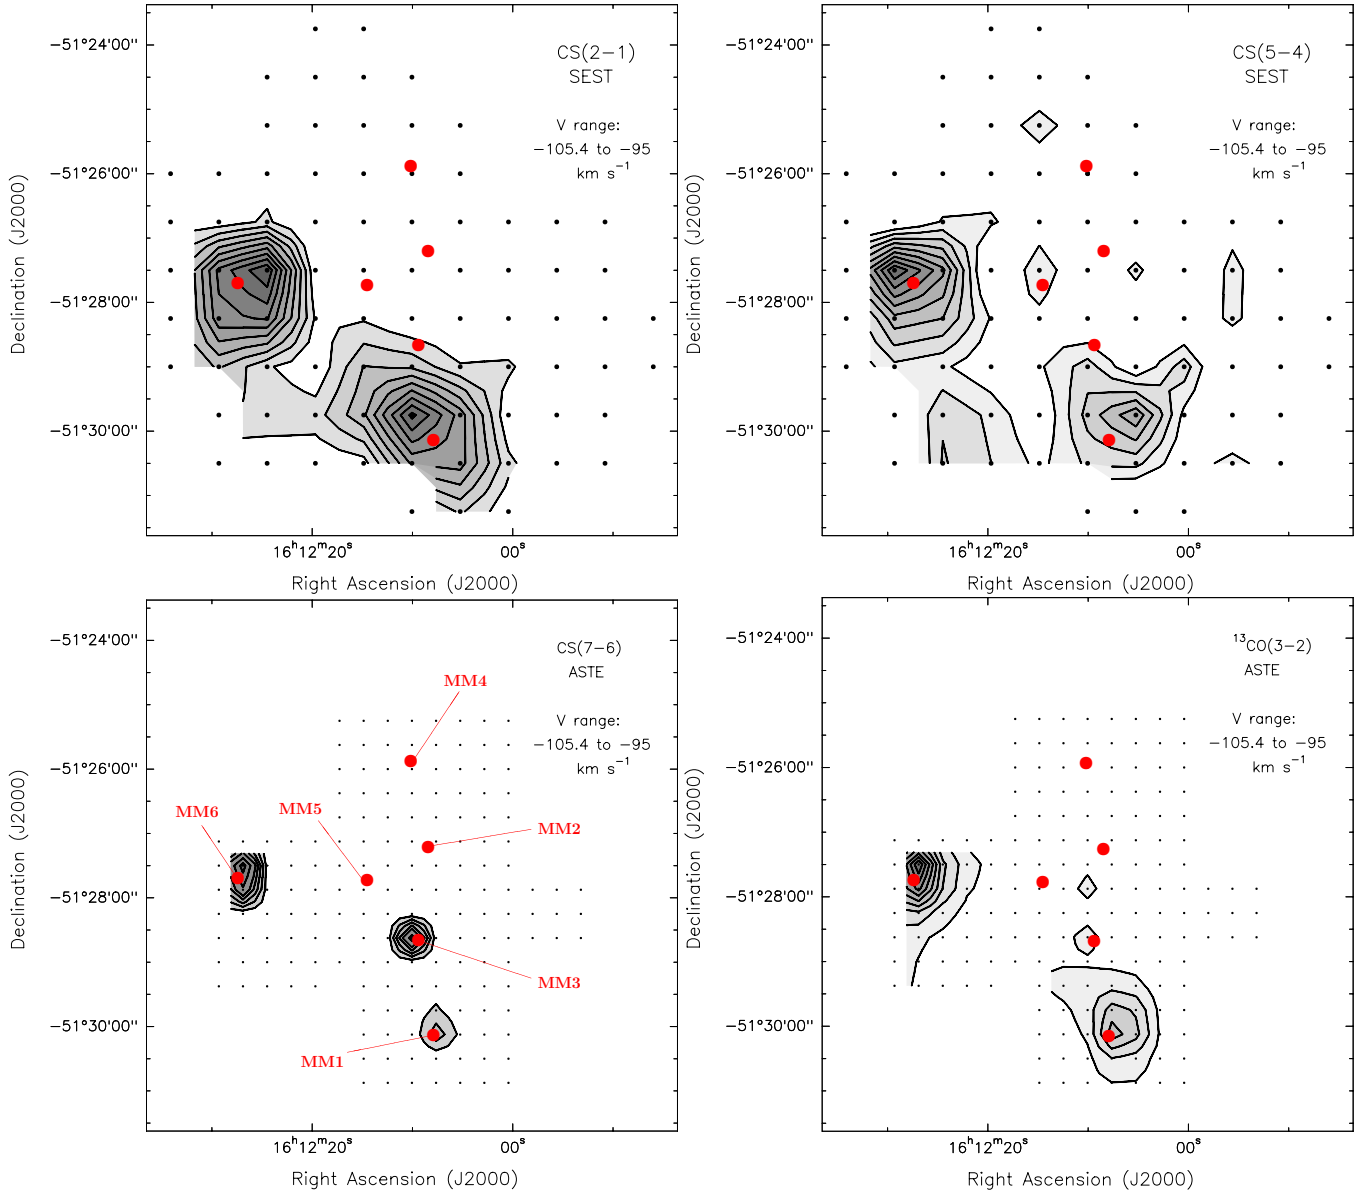 CS(2−1)
SEST
V range:
−105.4 to −95
km s⁻¹
−51°24′00″
−51°26′00″
−51°28′00″
−51°30′00″
Declination (J2000)
16ʰ12ᵐ20ˢ
00ˢ
Right Ascension (J2000)
CS(5−4)
SEST
V range:
−105.4 to −95
km s⁻¹
−51°24′00″
−51°26′00″
−51°28′00″
−51°30′00″
Declination (J2000)
16ʰ12ᵐ20ˢ
00ˢ
Right Ascension (J2000)
CS(7−6)
ASTE
V range:
−105.4 to −95
km s⁻¹
MM4
MM6
MM5
MM2
MM3
MM1
−51°24′00″
−51°26′00″
−51°28′00″
−51°30′00″
Declination (J2000)
16ʰ12ᵐ20ˢ
00ˢ
Right Ascension (J2000)
¹³CO(3−2)
ASTE
V range:
−105.4 to −95
km s⁻¹
−51°24′00″
−51°26′00″
−51°28′00″
−51°30′00″
Declination (J2000)
16ʰ12ᵐ20ˢ
00ˢ
Right Ascension (J2000)